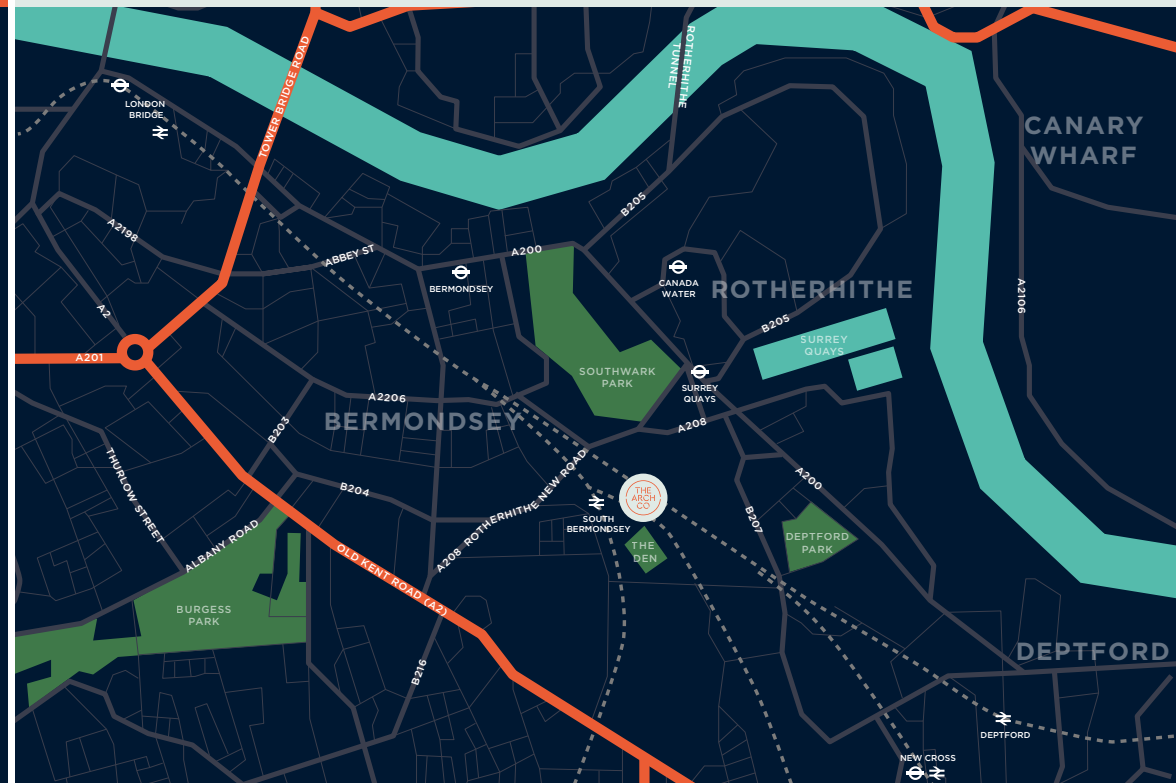 ROTHERHITHE
TUNNEL
TOWER BRIDGE ROAD
LONDON
BRIDGE
CANARY
WHARF
B205
A2198
ABBEY ST
A200
BERMONDSEY
CANADA
WATER
ROTHERHITHE
A2106
A2
B205
SURREY
QUAYS
A201
SOUTHWARK
PARK
SURREY
QUAYS
A2206
BERMONDSEY
B203
A208
THURLOW STREET
B204
A208 ROTHERHITHE NEW ROAD
A200
THE
ARCH
CO
SOUTH
BERMONDSEY
B207
ALBANY ROAD
OLD KENT ROAD (A2)
THE
DEN
DEPTFORD
PARK
BURGESS
PARK
B216
DEPTFORD
DEPTFORD
NEW CROSS